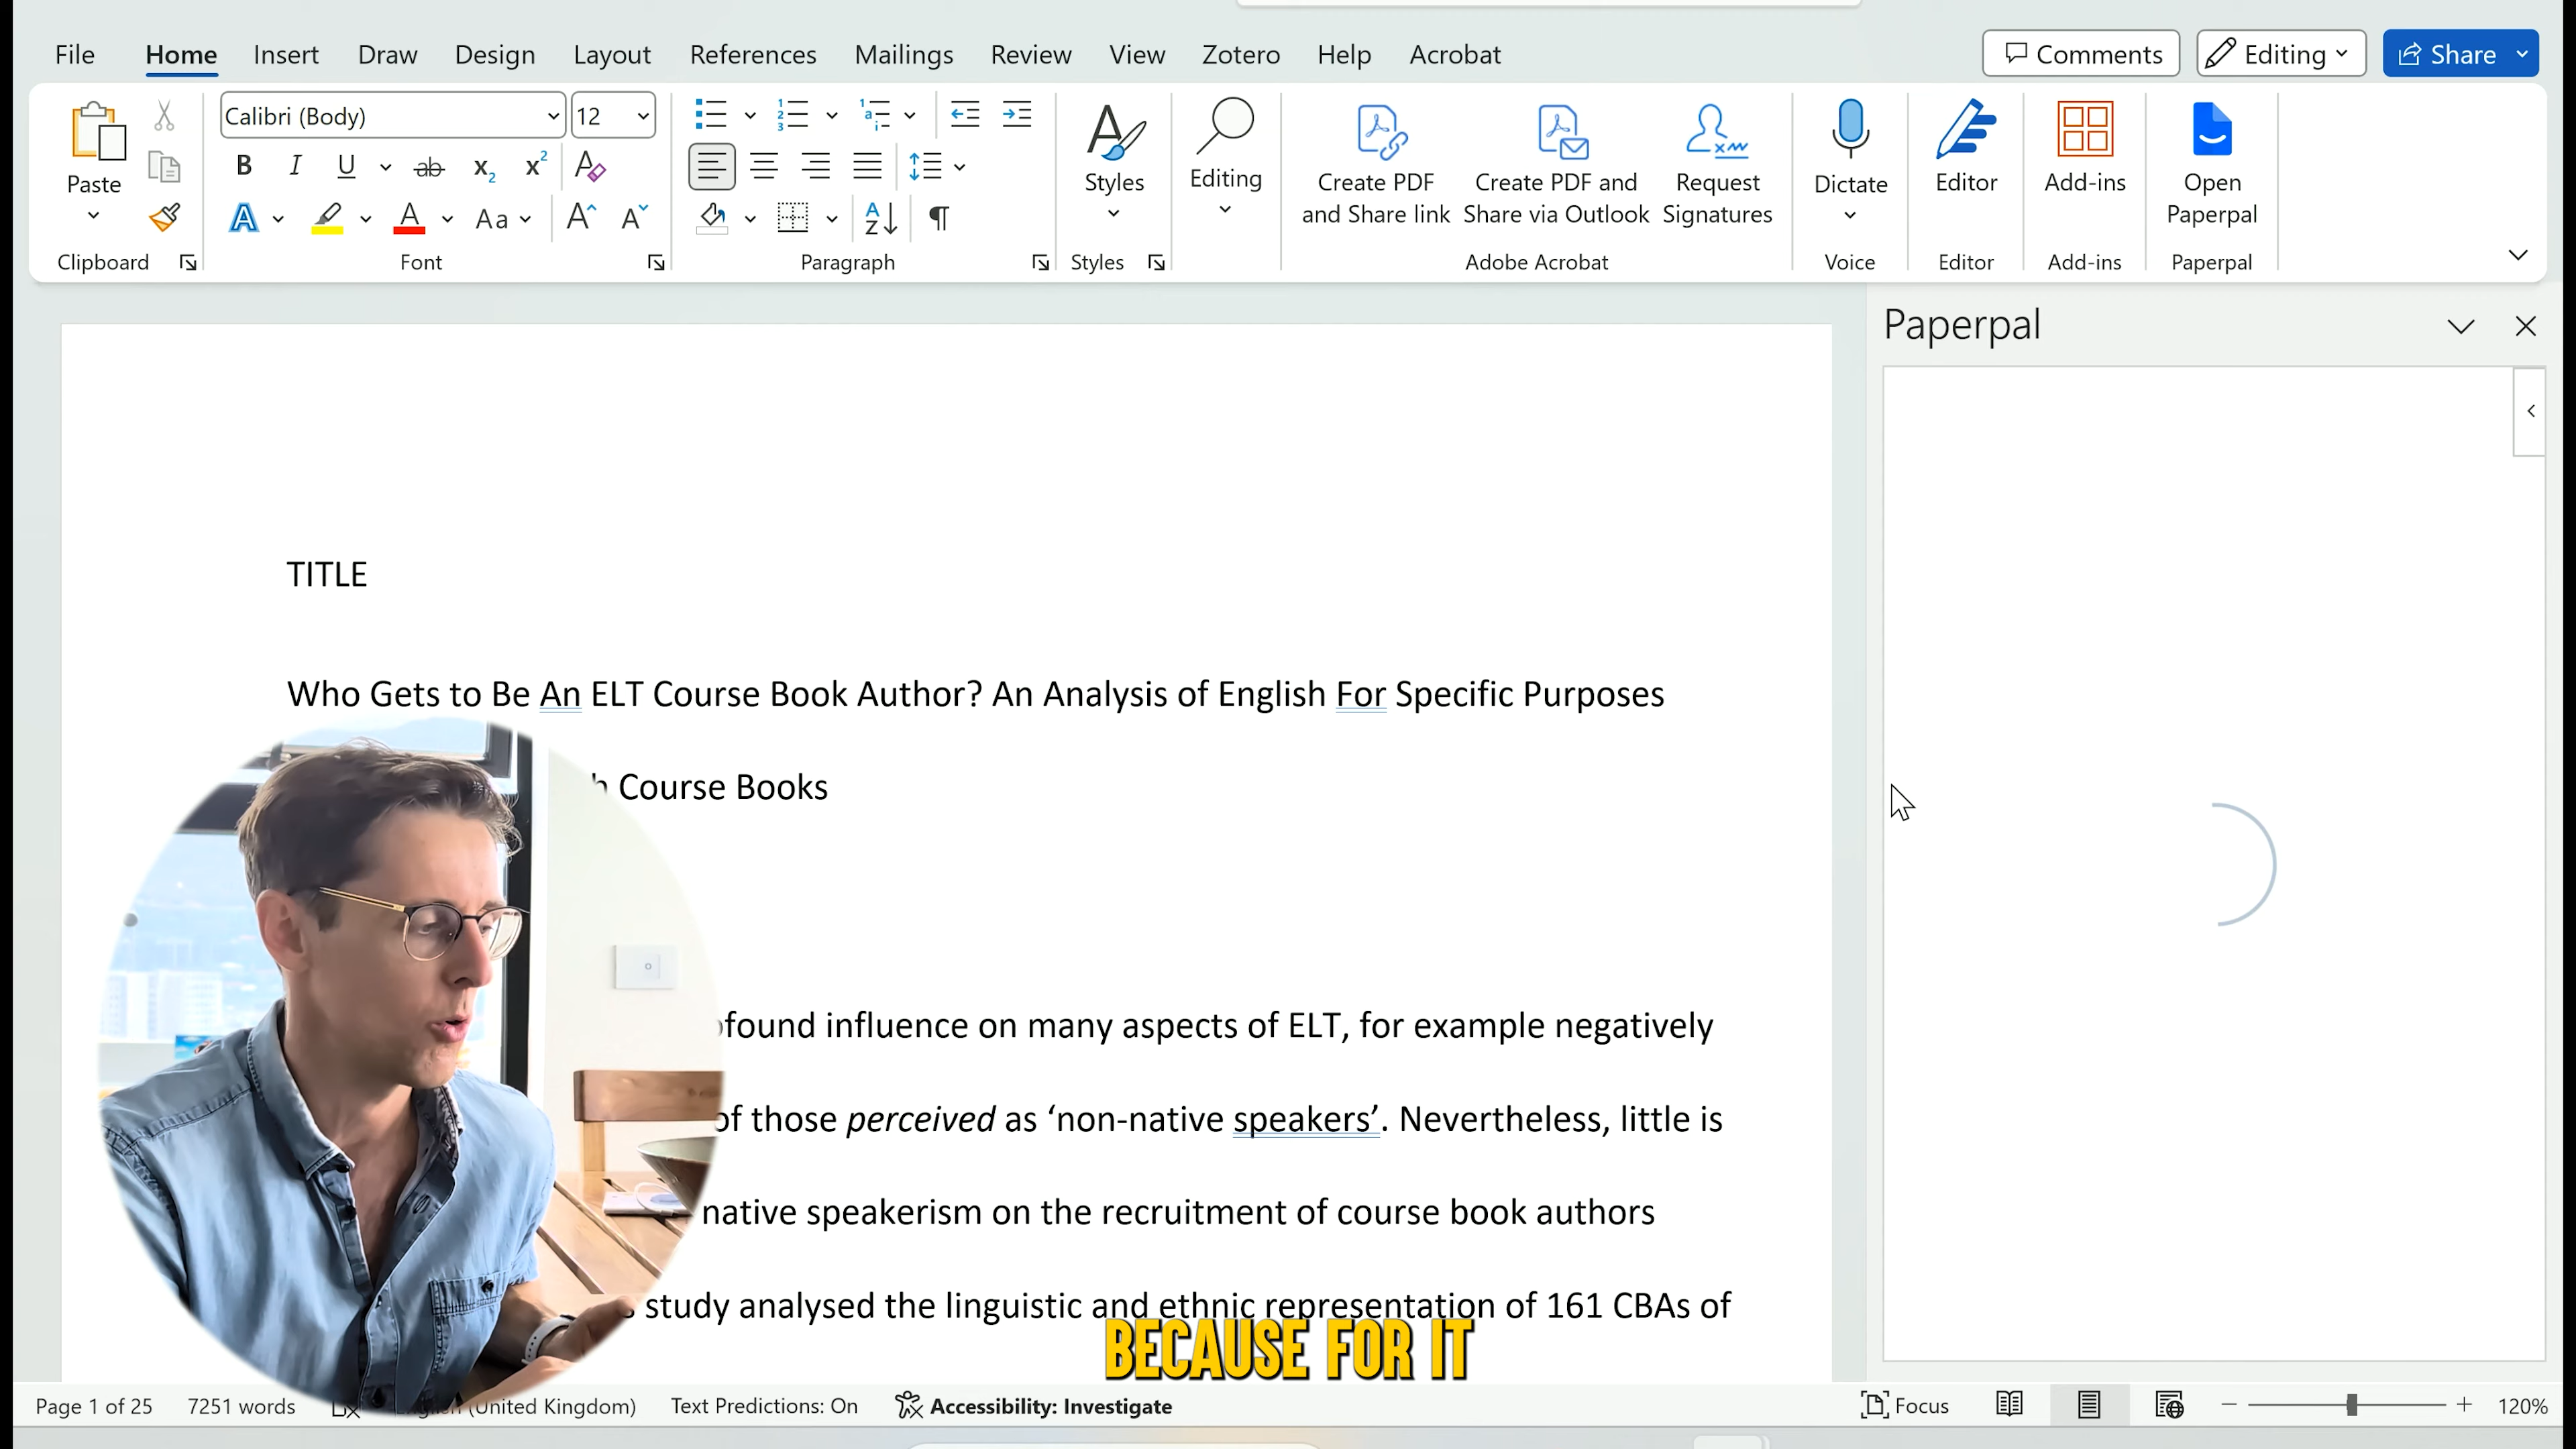 File Home Insert Draw Design Layout References Mailings Review View Zotero Help Acrobat Comments Editing Share
Paste
Clipboard
Calibri (Body) 12
B I U ab x₂ x² A
A A Aa A A
Font
Paragraph
Styles
Styles
Editing
Create PDF and Share link
Create PDF and Share via Outlook
Request Signatures
Adobe Acrobat
Dictate
Voice
Editor
Editor
Add-ins
Add-ins
Open Paperpal
Paperpal
Paperpal
TITLE
Who Gets to Be An ELT Course Book Author? An Analysis of English For Specific Purposes
Course Books
influence on many aspects of ELT, for example negatively
of those perceived as ‘non-native speakers’. Nevertheless, little is
native speakerism on the recruitment of course book authors
study analysed the linguistic and ethnic representation of 161 CBAs of
BECAUSE FOR IT
Page 1 of 25 7251 words (United Kingdom) Text Predictions: On Accessibility: Investigate Focus 120%